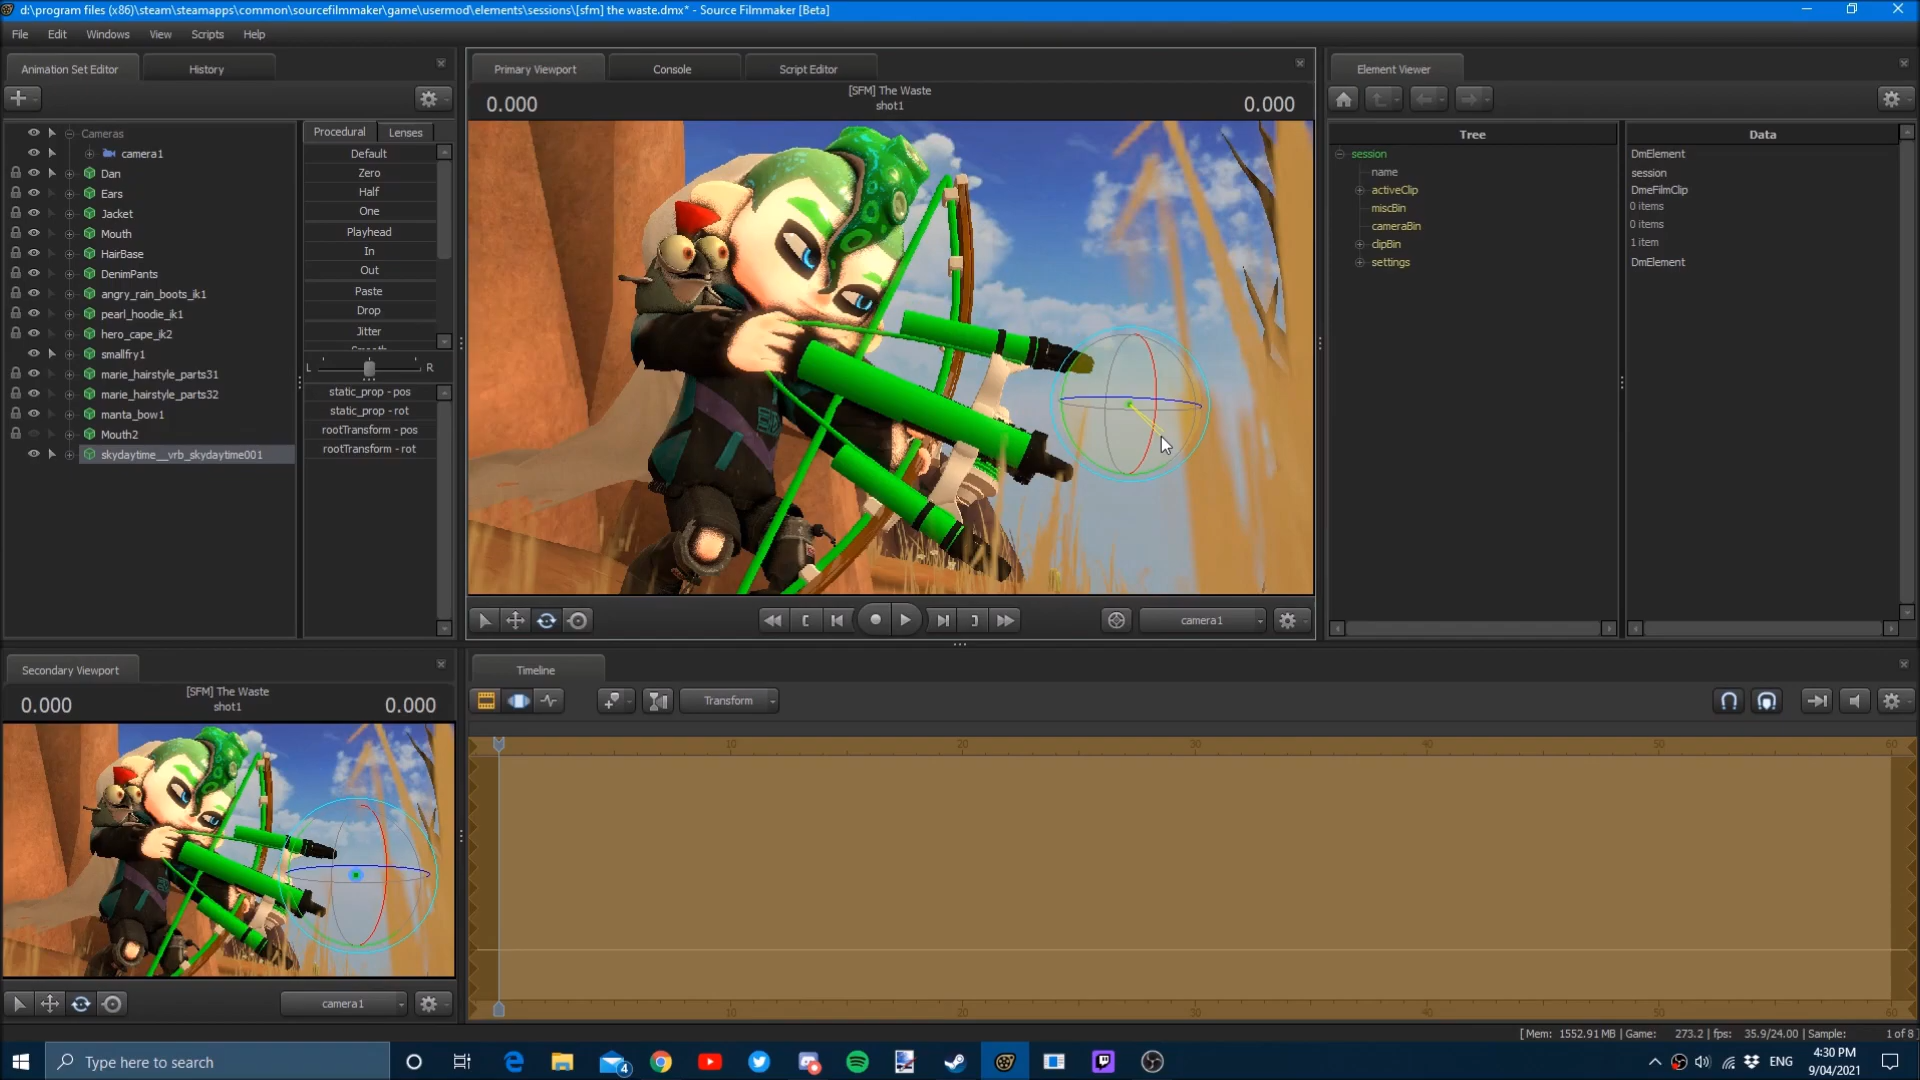 d:\program files (x86)\steam\steamapps\common\sourcefilmmaker\game\usermod\elements\sessions\[sfm] the waste.dmx* - Source Filmmaker [Beta]
File Edit Windows View Scripts Help
Animation Set Editor History
Primary Viewport Console Script Editor
Element Viewer
0.000 [SFM] The Waste 0.000
shot1
Procedural Lenses
Tree Data
Cameras
camera1
Dan
Ears
Jacket
Mouth
HairBase
DenimPants
angry_rain_boots_ik1
pearl_hoodie_ik1
hero_cape_ik2
smallfry1
marie_hairstyle_parts31
marie_hairstyle_parts32
manta_bow1
Mouth2
skydaytime__vrb_skydaytime001
Default
Zero
Half
One
Playhead
In
Out
Paste
Drop
Jitter
L R
static_prop - pos
static_prop - rot
rootTransform - pos
rootTransform - rot
session DmElement
name session
activeClip DmeFilmClip
miscBin 0 items
cameraBin 0 items
clipBin 1 item
settings DmElement
camera1
Secondary Viewport
0.000 [SFM] The Waste 0.000
shot1
camera1
Timeline
Transform
10 20 30 40 50 60
20 30 40 50 60
[ Mem: 1552.91 MB | Game: 273.2 | fps: 35.9/24.00 | Sample: 1 of 8 ]
Type here to search
4
ENG
4:30 PM
9/04/2021